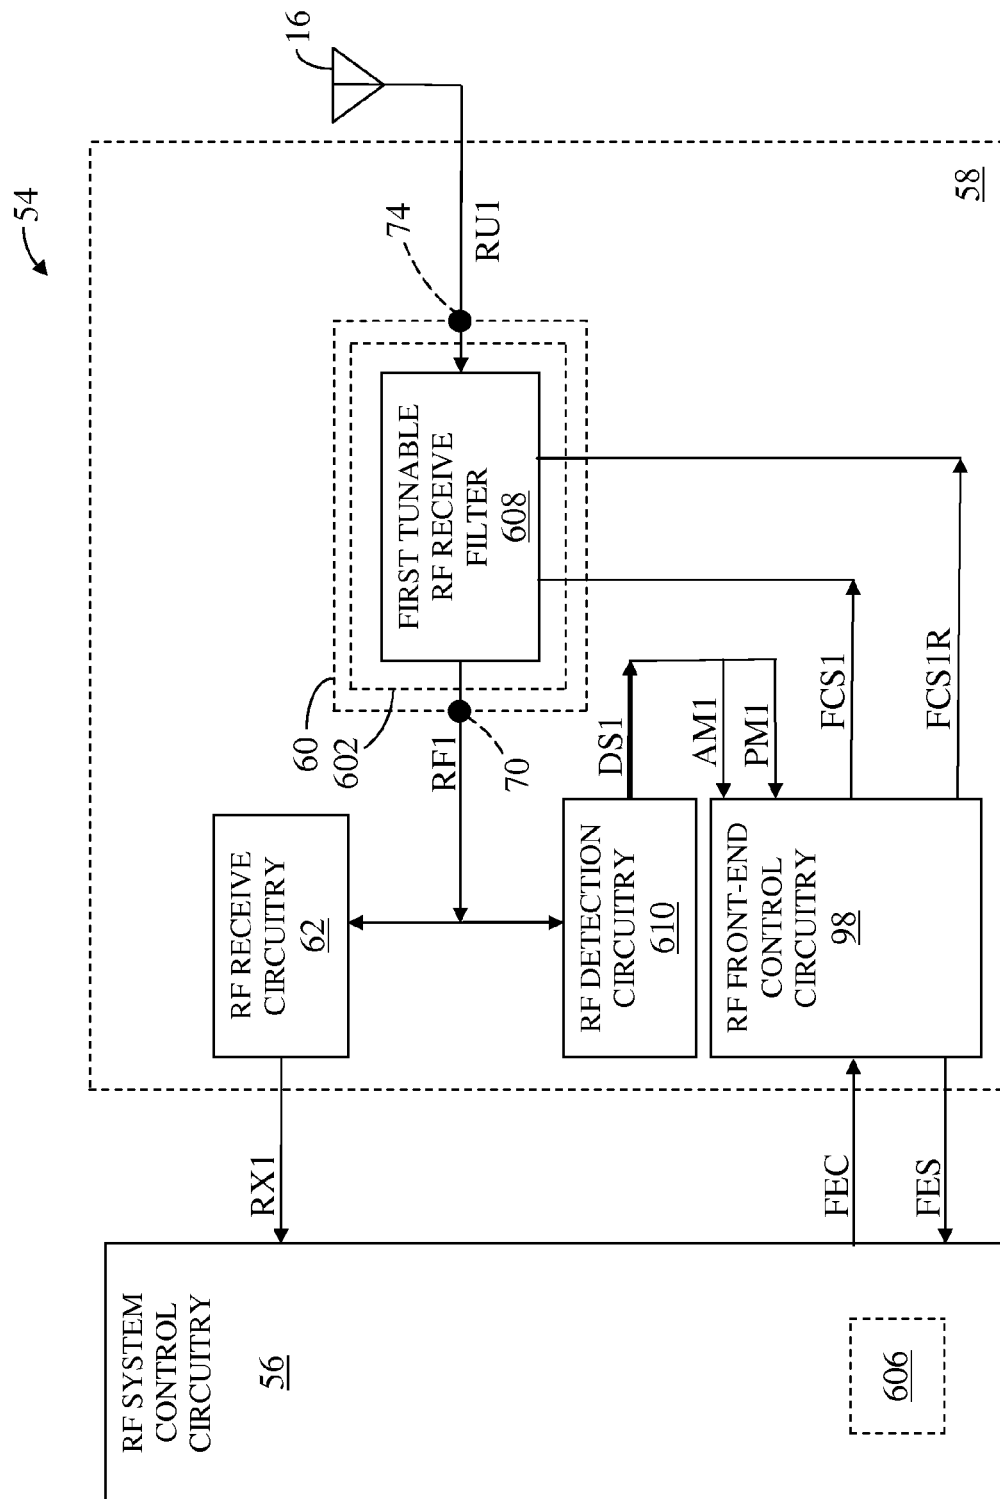 54
16
RF SYSTEM
CONTROL
CIRCUITRY
56
606
RX1
FEC
FES
RF RECEIVE
CIRCUITRY
62
RF DETECTION
CIRCUITRY
610
RF FRONT-END
CONTROL
CIRCUITRY
98
60
602
RF1
70
DS1
AM1
PM1
FCS1
FCS1R
FIRST TUNABLE
RF RECEIVE
FILTER
608
74
RU1
58